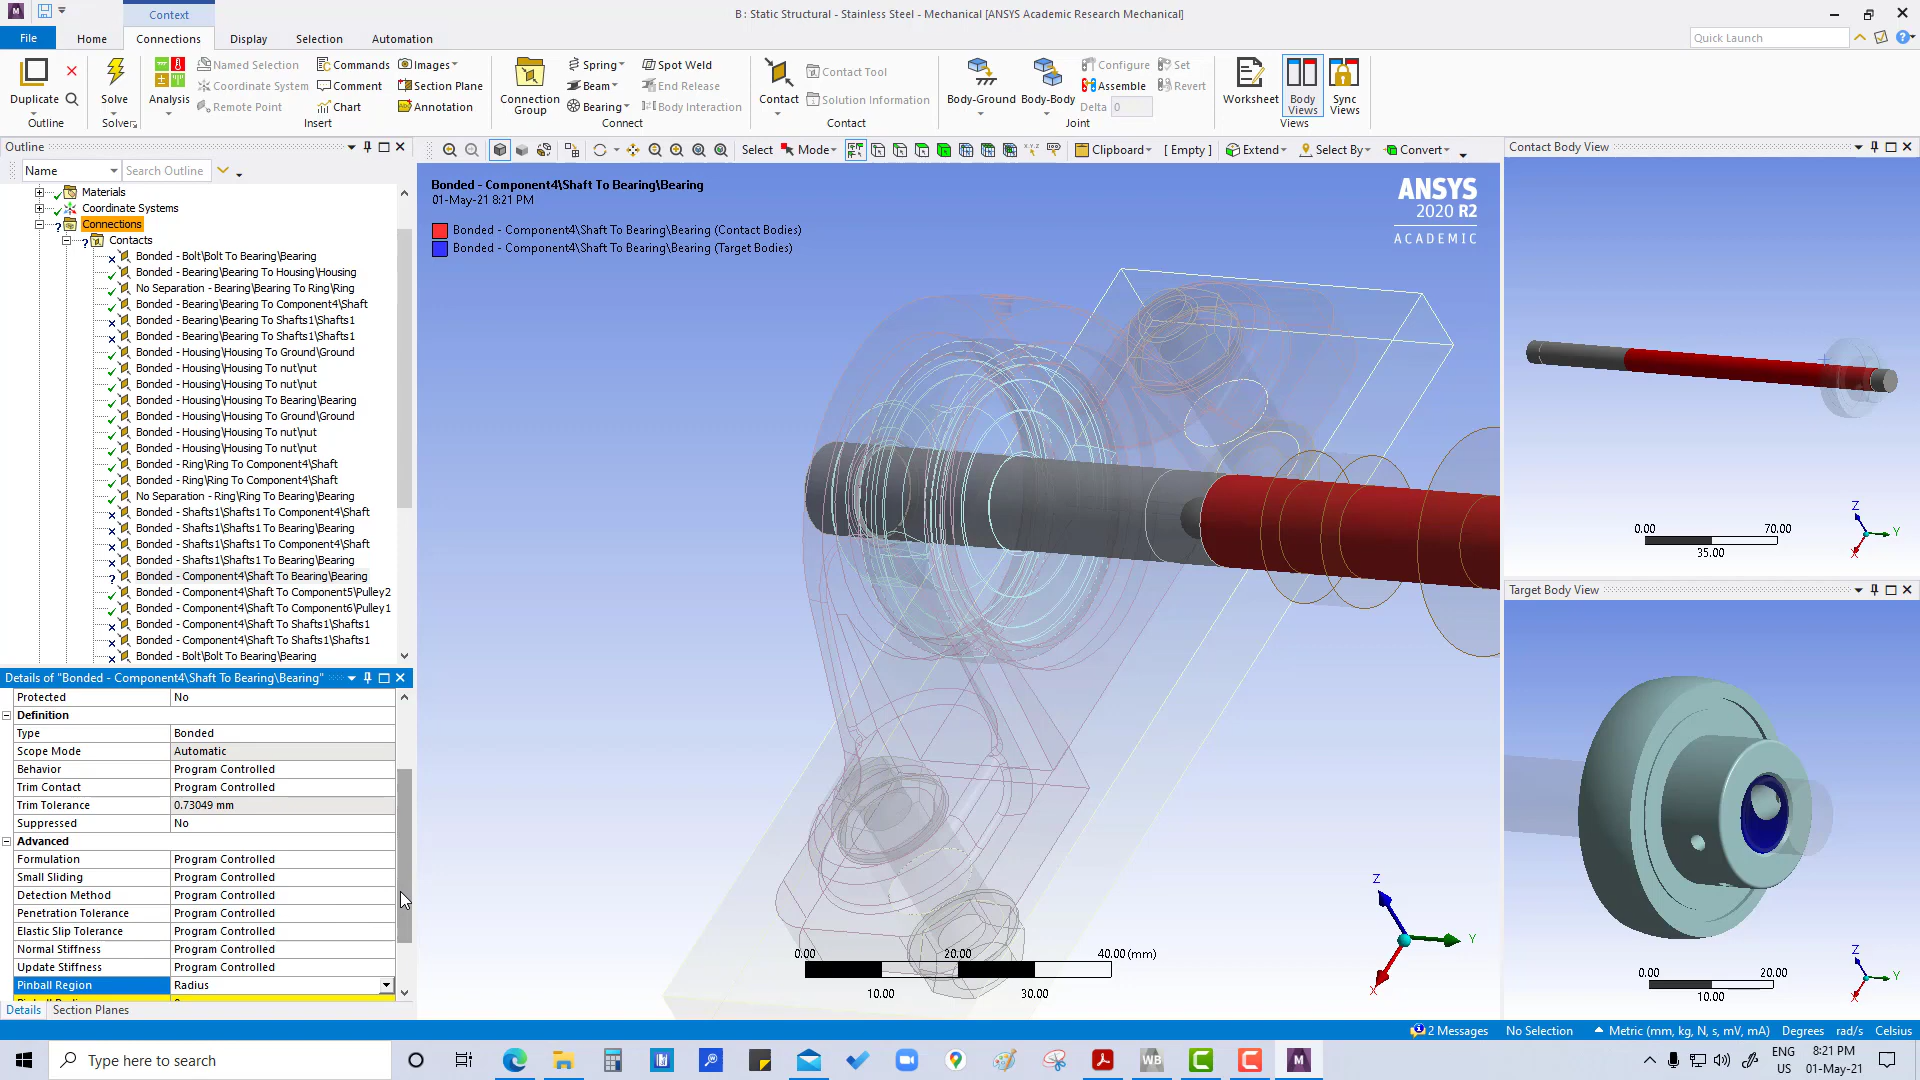 Context
B : Static Structural - Stainless Steel - Mechanical [ANSYS Academic Research Mechanical]
File
Home
Connections
Display
Selection
Automation
Quick Launch
Duplicate
Outline
Solve
Solver
Analysis
Named Selection
Coordinate System
Remote Point
Commands
Comment
Chart
Images
Section Plane
Annotation
Insert
Connection
Group
Spring
Beam
Bearing
Spot Weld
End Release
Body Interaction
Connect
Contact
Contact Tool
Solution Information
Contact
Body-Ground
Body-Body
Configure
Assemble
Delta 0
Set
Revert
Joint
Worksheet
Body
Views
Sync
Views
Views
Outline
Name
Search Outline
Select
Mode
Clipboard
[ Empty ]
Extend
Select By
Convert
Materials
Coordinate Systems
Connections
Contacts
Bonded - Bolt\Bolt To Bearing\Bearing
Bonded - Bearing\Bearing To Housing\Housing
No Separation - Bearing\Bearing To Ring\Ring
Bonded - Bearing\Bearing To Component4\Shaft
Bonded - Bearing\Bearing To Shafts1\Shafts1
Bonded - Bearing\Bearing To Shafts1\Shafts1
Bonded - Housing\Housing To Ground\Ground
Bonded - Housing\Housing To nut\nut
Bonded - Housing\Housing To nut\nut
Bonded - Housing\Housing To Bearing\Bearing
Bonded - Housing\Housing To Ground\Ground
Bonded - Housing\Housing To nut\nut
Bonded - Housing\Housing To nut\nut
Bonded - Ring\Ring To Component4\Shaft
Bonded - Ring\Ring To Component4\Shaft
No Separation - Ring\Ring To Bearing\Bearing
Bonded - Shafts1\Shafts1 To Component4\Shaft
Bonded - Shafts1\Shafts1 To Bearing\Bearing
Bonded - Shafts1\Shafts1 To Component4\Shaft
Bonded - Shafts1\Shafts1 To Bearing\Bearing
Bonded - Component4\Shaft To Bearing\Bearing
Bonded - Component4\Shaft To Component5\Pulley2
Bonded - Component4\Shaft To Component6\Pulley1
Bonded - Component4\Shaft To Shafts1\Shafts1
Bonded - Component4\Shaft To Shafts1\Shafts1
Bonded - Bolt\Bolt To Bearing\Bearing
Details of "Bonded - Component4\Shaft To Bearing\Bearing"
Protected No
Definition
Type Bonded
Scope Mode Automatic
Behavior Program Controlled
Trim Contact Program Controlled
Trim Tolerance 0.73049 mm
Suppressed No
Advanced
Formulation Program Controlled
Small Sliding Program Controlled
Detection Method Program Controlled
Penetration Tolerance Program Controlled
Elastic Slip Tolerance Program Controlled
Normal Stiffness Program Controlled
Update Stiffness Program Controlled
Pinball Region Radius
Details
Section Planes
Bonded - Component4\Shaft To Bearing\Bearing
01-May-21 8:21 PM
Bonded - Component4\Shaft To Bearing\Bearing (Contact Bodies)
Bonded - Component4\Shaft To Bearing\Bearing (Target Bodies)
ANSYS
2020 R2
ACADEMIC
0.00 20.00 40.00 (mm)
10.00 30.00
Z
Y
X
Contact Body View
0.00 70.00
35.00
Z
Y
X
Target Body View
0.00 20.00
10.00
Z
Y
X
2 Messages
No Selection
Metric (mm, kg, N, s, mV, mA)
Degrees
rad/s
Celsius
Type here to search
WB
M
ENG
US
8:21 PM
01-May-21